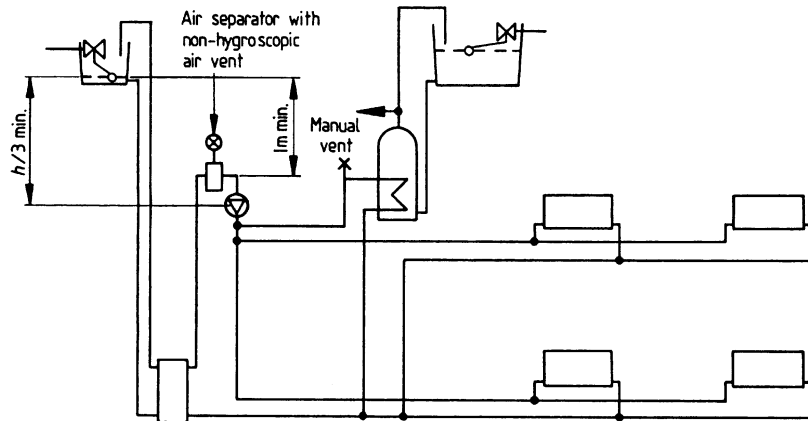 Air separator with
non-hygroscopic
air vent
h/3 min.
1m min.
Manual
vent